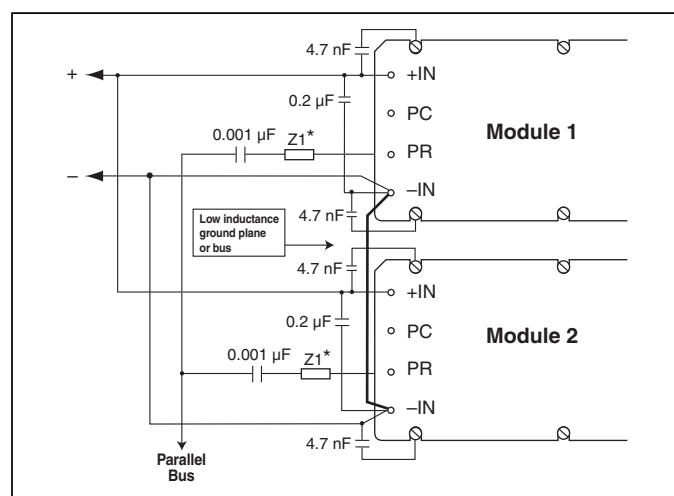 4.7 nF
+
+IN
0.2 µF
PC
Module 1
0.001 µF
Z1*
PR
–
–IN
Low inductance
ground plane
or bus
4.7 nF
4.7 nF
+IN
0.2 µF
PC
Module 2
0.001 µF
Z1*
PR
–IN
4.7 nF
Parallel
Bus